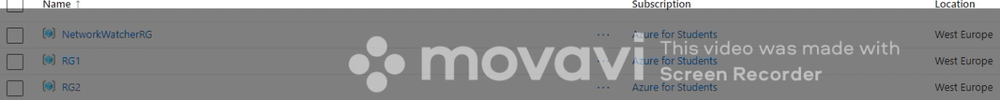 Name ↑ Subscription Location
NetworkWatcherRG ... Azure for Students West Europe
RG1 ... Azure for Students West Europe
RG2 ... Azure for Students West Europe
movavi
This video was made with
Screen Recorder